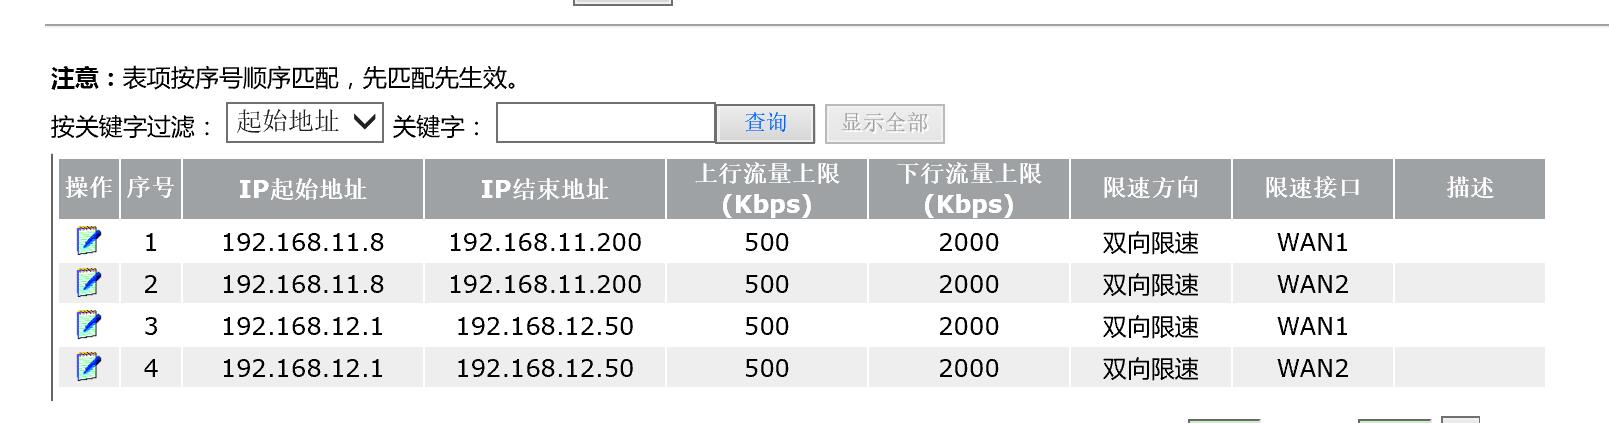 注意：表项按序号顺序匹配，先匹配先生效。
按关键字过滤： 起始地址 关键字： 查询 显示全部
操作 序号 IP起始地址 IP结束地址 上行流量上限(Kbps) 下行流量上限(Kbps) 限速方向 限速接口 描述
1 192.168.11.8 192.168.11.200 500 2000 双向限速 WAN1
2 192.168.11.8 192.168.11.200 500 2000 双向限速 WAN2
3 192.168.12.1 192.168.12.50 500 2000 双向限速 WAN1
4 192.168.12.1 192.168.12.50 500 2000 双向限速 WAN2